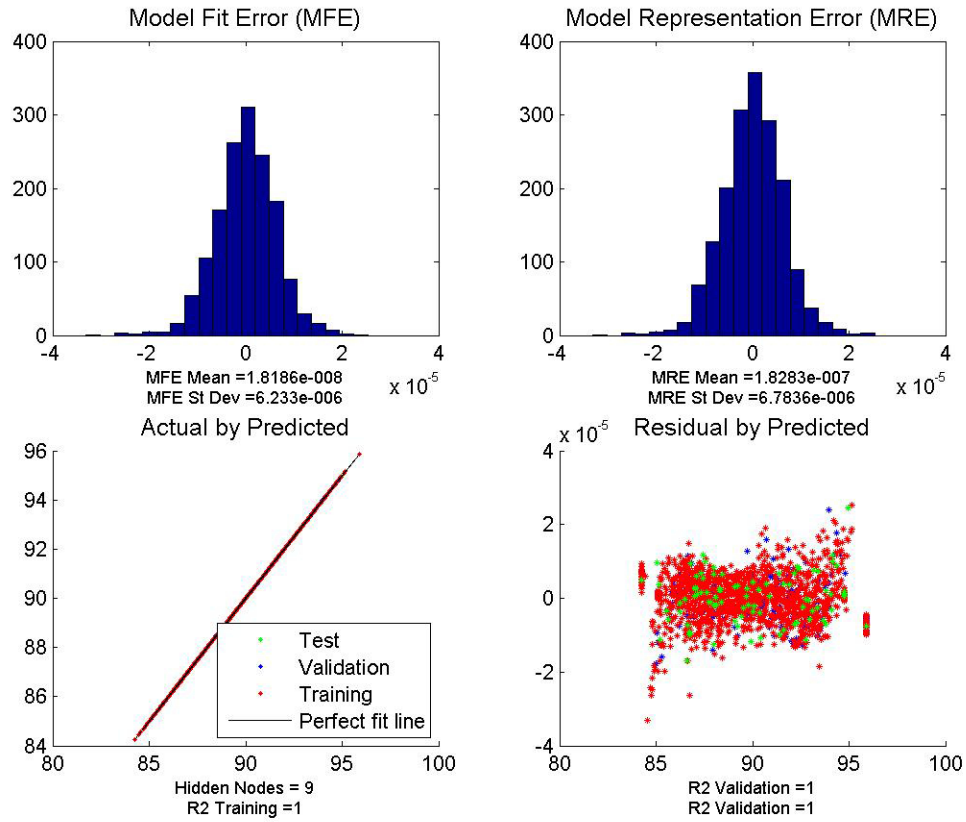 Model Fit Error (MFE)
400
300
200
100
0
-4
-2
0
2
4
x 10^-5
MFE Mean =1.8186e-008
MFE St Dev =6.233e-006
Model Representation Error (MRE)
400
300
200
100
0
-4
-2
0
2
4
x 10^-5
MRE Mean =1.8283e-007
MRE St Dev =6.7836e-006
Actual by Predicted
96
94
92
90
88
86
84
80
85
90
95
100
Test
Validation
Training
Perfect fit line
Hidden Nodes = 9
R2 Training =1
Residual by Predicted
x 10^-5
4
2
0
-2
-4
80
85
90
95
100
R2 Validation =1
R2 Validation =1